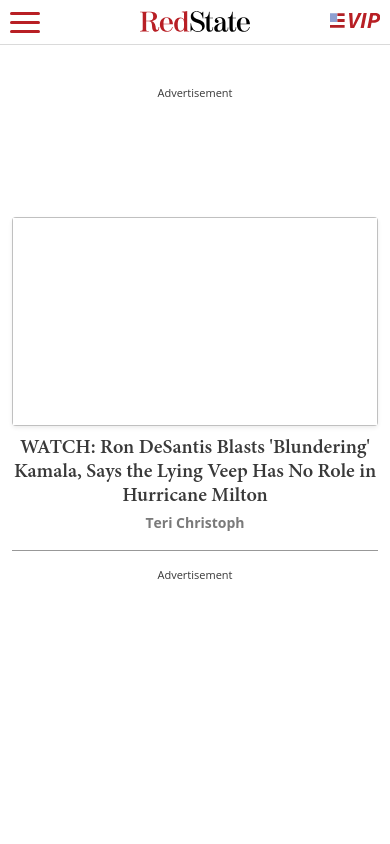 RedState
VIP
Advertisement
WATCH: Ron DeSantis Blasts 'Blundering'
Kamala, Says the Lying Veep Has No Role in
Hurricane Milton
Teri Christoph
Advertisement